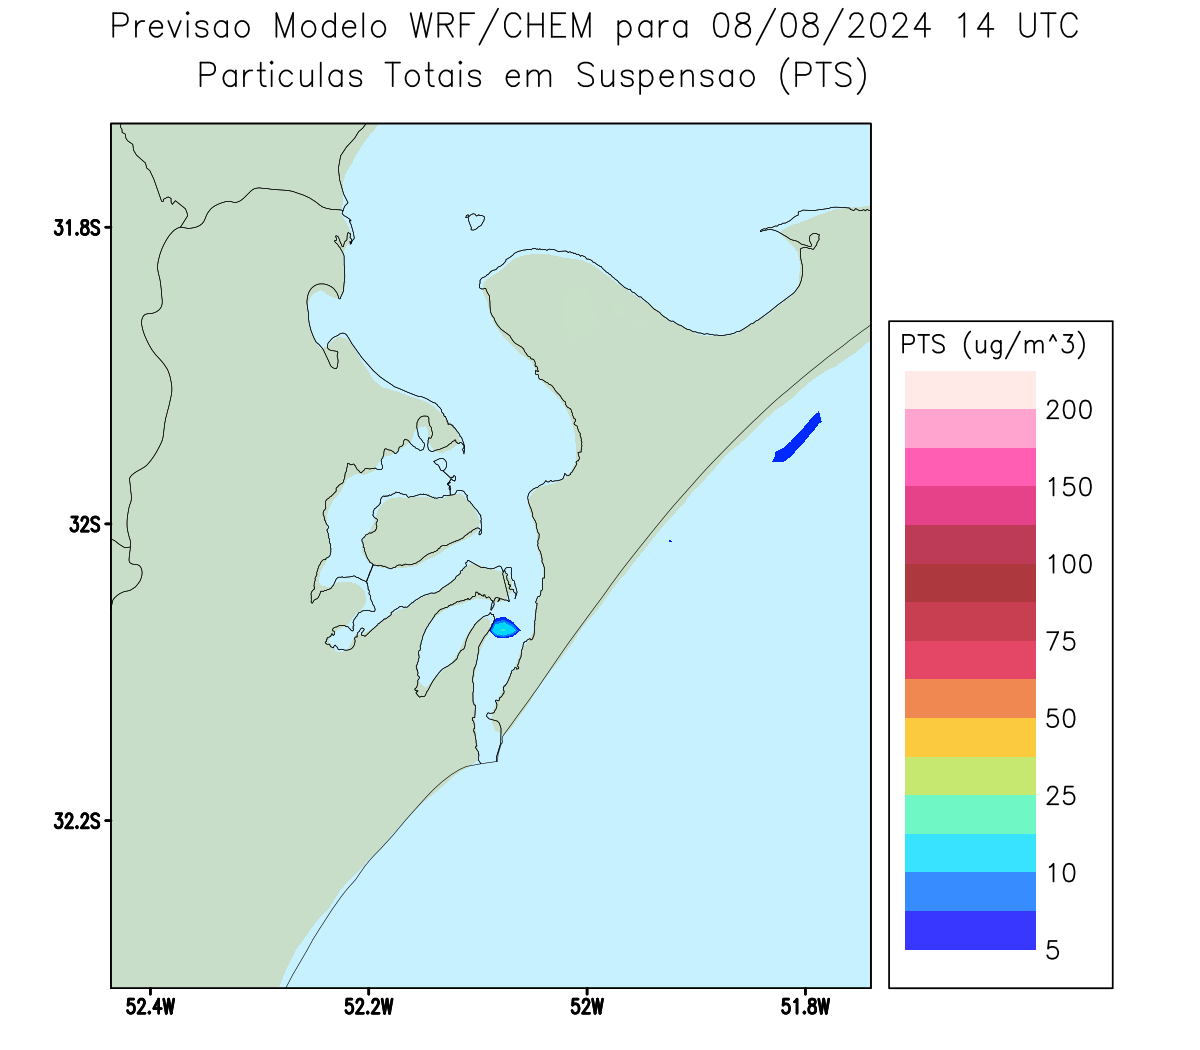 Previsao Modelo WRF/CHEM para 08/08/2024 14 UTC
Particulas Totais em Suspensao (PTS)
31.8S
32S
32.2S
52.4W
52.2W
52W
51.8W
PTS (ug/m^3)
200
150
100
75
50
25
10
5